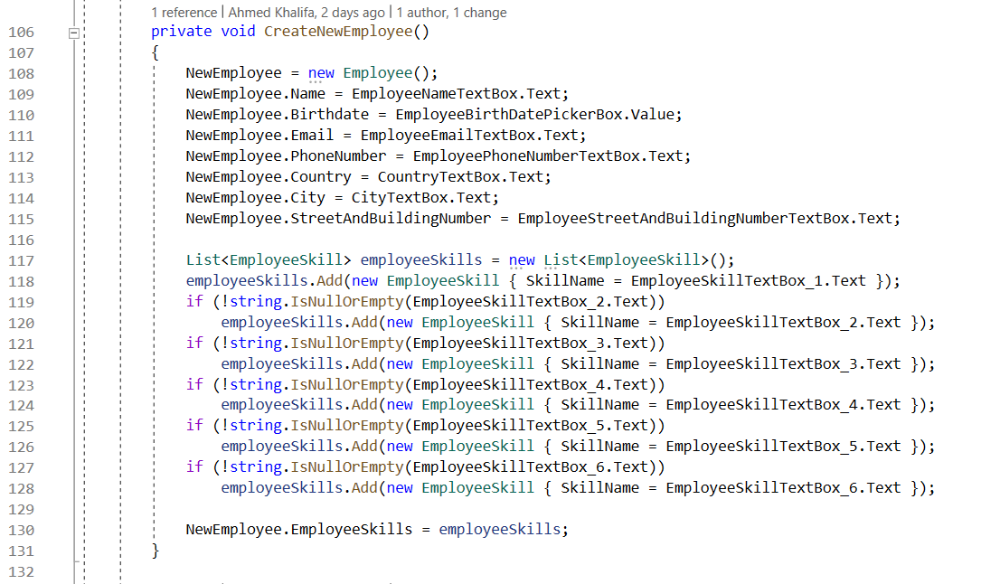 1 reference | Ahmed Khalifa, 2 days ago | 1 author, 1 change
106 private void CreateNewEmployee()
107 {
108 NewEmployee = new Employee();
109 NewEmployee.Name = EmployeeNameTextBox.Text;
110 NewEmployee.Birthdate = EmployeeBirthDatePickerBox.Value;
111 NewEmployee.Email = EmployeeEmailTextBox.Text;
112 NewEmployee.PhoneNumber = EmployeePhoneNumberTextBox.Text;
113 NewEmployee.Country = CountryTextBox.Text;
114 NewEmployee.City = CityTextBox.Text;
115 NewEmployee.StreetAndBuildingNumber = EmployeeStreetAndBuildingNumberTextBox.Text;
116
117 List<EmployeeSkill> employeeSkills = new List<EmployeeSkill>();
118 employeeSkills.Add(new EmployeeSkill { SkillName = EmployeeSkillTextBox_1.Text });
119 if (!string.IsNullOrEmpty(EmployeeSkillTextBox_2.Text))
120 employeeSkills.Add(new EmployeeSkill { SkillName = EmployeeSkillTextBox_2.Text });
121 if (!string.IsNullOrEmpty(EmployeeSkillTextBox_3.Text))
122 employeeSkills.Add(new EmployeeSkill { SkillName = EmployeeSkillTextBox_3.Text });
123 if (!string.IsNullOrEmpty(EmployeeSkillTextBox_4.Text))
124 employeeSkills.Add(new EmployeeSkill { SkillName = EmployeeSkillTextBox_4.Text });
125 if (!string.IsNullOrEmpty(EmployeeSkillTextBox_5.Text))
126 employeeSkills.Add(new EmployeeSkill { SkillName = EmployeeSkillTextBox_5.Text });
127 if (!string.IsNullOrEmpty(EmployeeSkillTextBox_6.Text))
128 employeeSkills.Add(new EmployeeSkill { SkillName = EmployeeSkillTextBox_6.Text });
129
130 NewEmployee.EmployeeSkills = employeeSkills;
131 }
132